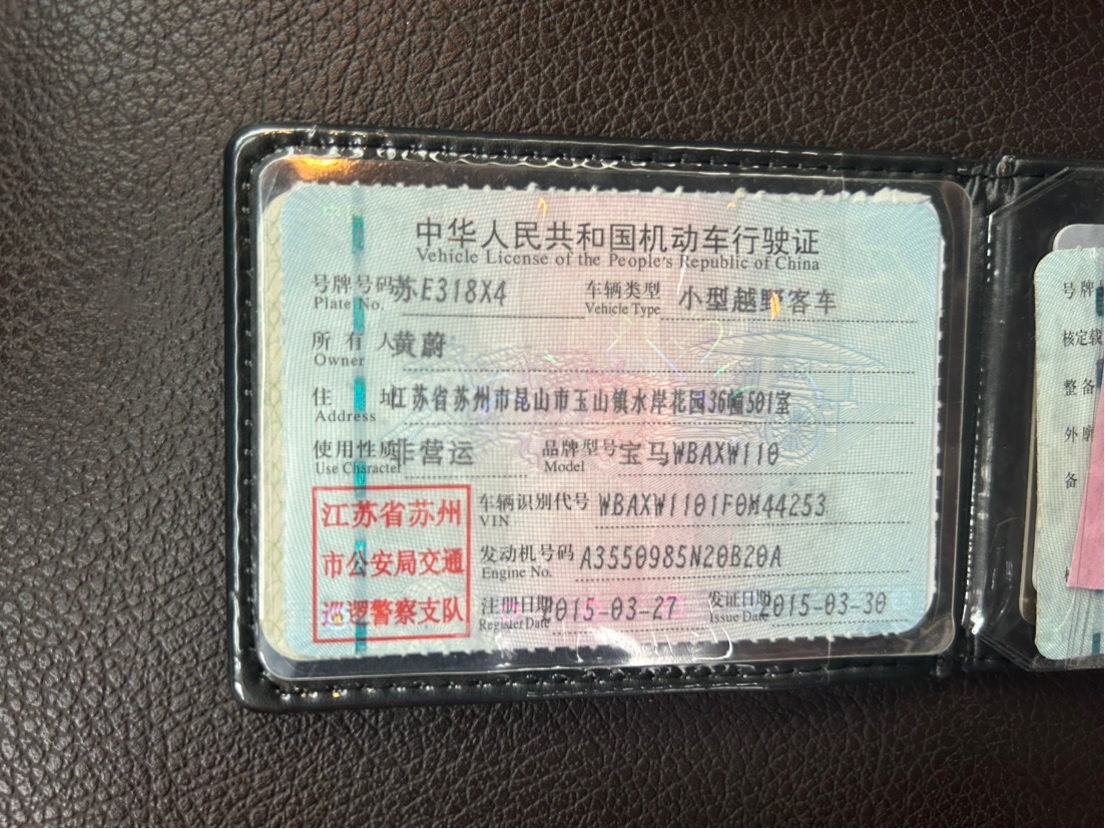 中华人民共和国机动车行驶证
Vehicle License of the People's Republic of China
号牌号码 苏E318X4 车辆类型 小型越野客车
Plate No. Vehicle Type
所有人 黄蔚
Owner
住址 江苏省苏州市昆山市玉山镇水岸花园36幢501室
Address
使用性质 非营运 品牌型号 宝马WBAXW110
Use Character Model
江苏省苏州
市公安局交通
巡逻警察支队
车辆识别代号 WBAXW1101F0M44253
VIN
发动机号码 A3550985N20B20A
Engine No.
注册日期 2015-03-27 发证日期 2015-03-30
Register Date Issue Date
号牌
核定载
整备
外廓
备